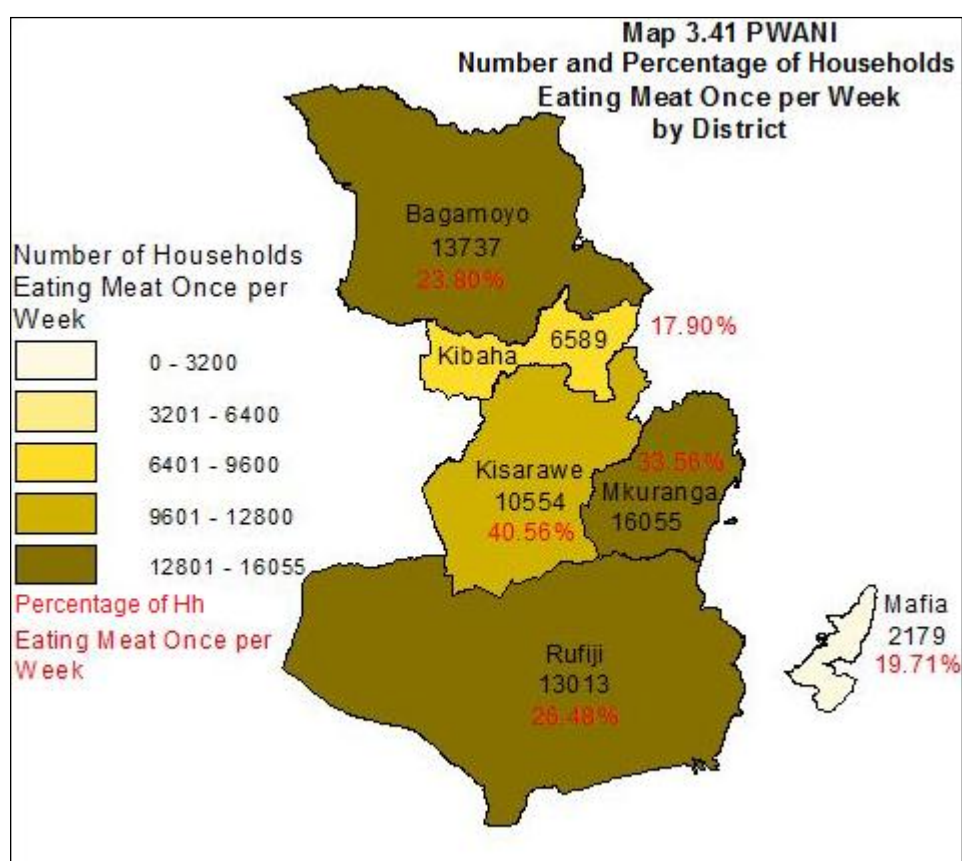 Map 3.41 PWANI
Number and Percentage of Households
Eating Meat Once per Week
by District
Bagamoyo
13737
23.80%
Number of Households
Eating Meat Once per
Week
0 - 3200
3201 - 6400
6401 - 9600
9601 - 12800
12801 - 16055
Percentage of Hh
Eating Meat Once per
Week
6589
17.90%
Kibaha
Kisarawe
10554
40.56%
33.56%
Mkuranga
16055
Mafia
2179
19.71%
Rufiji
13013
26.48%